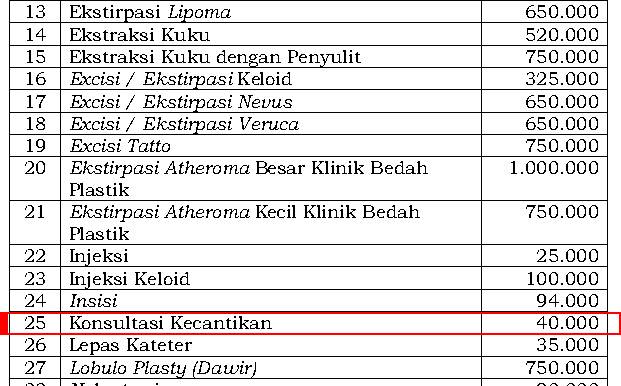 13 Ekstirpasi Lipoma 650.000
14 Ekstraksi Kuku 520.000
15 Ekstraksi Kuku dengan Penyulit 750.000
16 Excisi / Ekstirpasi Keloid 325.000
17 Excisi / Ekstirpasi Nevus 650.000
18 Excisi / Ekstirpasi Veruca 650.000
19 Excisi Tatto 750.000
20 Ekstirpasi Atheroma Besar Klinik Bedah 1.000.000
Plastik
21 Ekstirpasi Atheroma Kecil Klinik Bedah 750.000
Plastik
22 Injeksi 25.000
23 Injeksi Keloid 100.000
24 Insisi 94.000
25 Konsultasi Kecantikan 40.000
26 Lepas Kateter 35.000
27 Lobulo Plasty (Dawir) 750.000